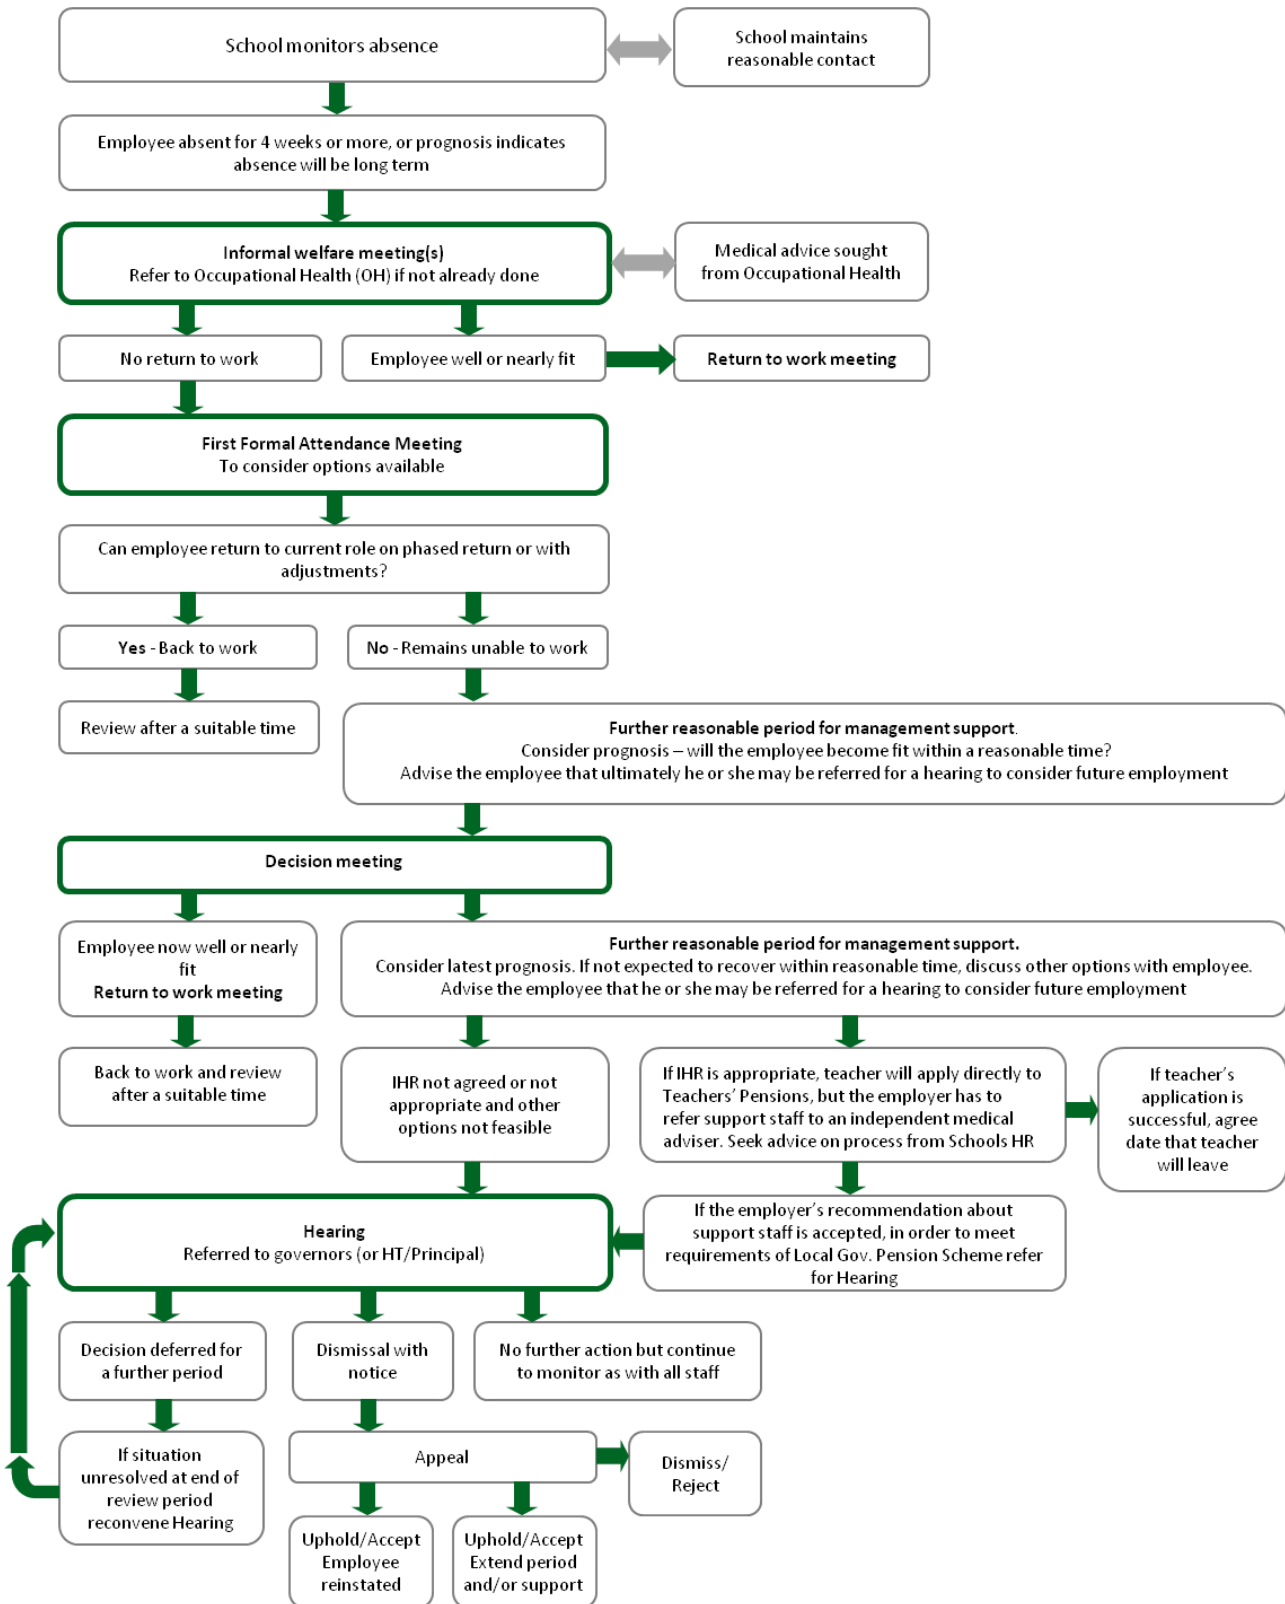 School monitors absence
School maintains
reasonable contact
Employee absent for 4 weeks or more, or prognosis indicates
absence will be long term
Informal welfare meeting(s)
Refer to Occupational Health (OH) if not already done
Medical advice sought
from Occupational Health
No return to work
Employee well or nearly fit
Return to work meeting
First Formal Attendance Meeting
To consider options available
Can employee return to current role on phased return or with
adjustments?
Yes - Back to work
No - Remains unable to work
Review after a suitable time
Further reasonable period for management support.
Consider prognosis – will the employee become fit within a reasonable time?
Advise the employee that ultimately he or she may be referred for a hearing to consider future employment
Decision meeting
Employee now well or nearly
fit
Return to work meeting
Further reasonable period for management support.
Consider latest prognosis. If not expected to recover within reasonable time, discuss other options with employee.
Advise the employee that he or she may be referred for a hearing to consider future employment
Back to work and review
after a suitable time
IHR not agreed or not
appropriate and other
options not feasible
If IHR is appropriate, teacher will apply directly to
Teachers' Pensions, but the employer has to
refer support staff to an independent medical
adviser. Seek advice on process from Schools HR
If teacher's
application is
successful, agree
date that teacher
will leave
Hearing
Referred to governors (or HT/Principal)
If the employer's recommendation about
support staff is accepted, in order to meet
requirements of Local Gov. Pension Scheme refer
for Hearing
Decision deferred for
a further period
Dismissal with
notice
No further action but continue
to monitor as with all staff
If situation
unresolved at end of
review period
reconvene Hearing
Appeal
Dismiss/
Reject
Uphold/Accept
Employee
reinstated
Uphold/Accept
Extend period
and/or support